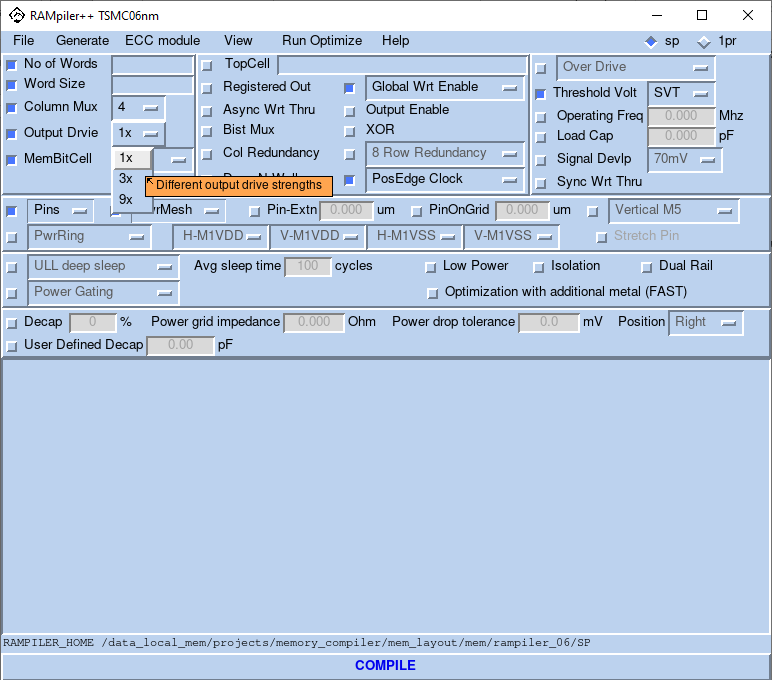 RAMpiler++ TSMC06nm
File Generate ECC module View Run Optimize Help sp 1pr
No of Words TopCell Over Drive
Word Size Registered Out Global Wrt Enable Threshold Volt SVT
Column Mux 4 Async Wrt Thru Output Enable Operating Freq 0.000 Mhz
Output Drvie 1x Bist Mux XOR Load Cap 0.000 pF
MemBitCell 1x Col Redundancy 8 Row Redundancy Signal Devlp 70mV
3x Different output drive strengths PosEdge Clock Sync Wrt Thru
9x
Pins rMesh Pin-Extn 0.000 um PinOnGrid 0.000 um Vertical M5
PwrRing H-M1VDD V-M1VDD H-M1VSS V-M1VSS Stretch Pin
ULL deep sleep Avg sleep time 100 cycles Low Power Isolation Dual Rail
Power Gating Optimization with additional metal (FAST)
Decap 0 % Power grid impedance 0.000 Ohm Power drop tolerance 0.0 mV Position Right
User Defined Decap 0.00 pF
RAMPILER_HOME /data_local_mem/projects/memory_compiler/mem_layout/mem/rampiler_06/SP
COMPILE